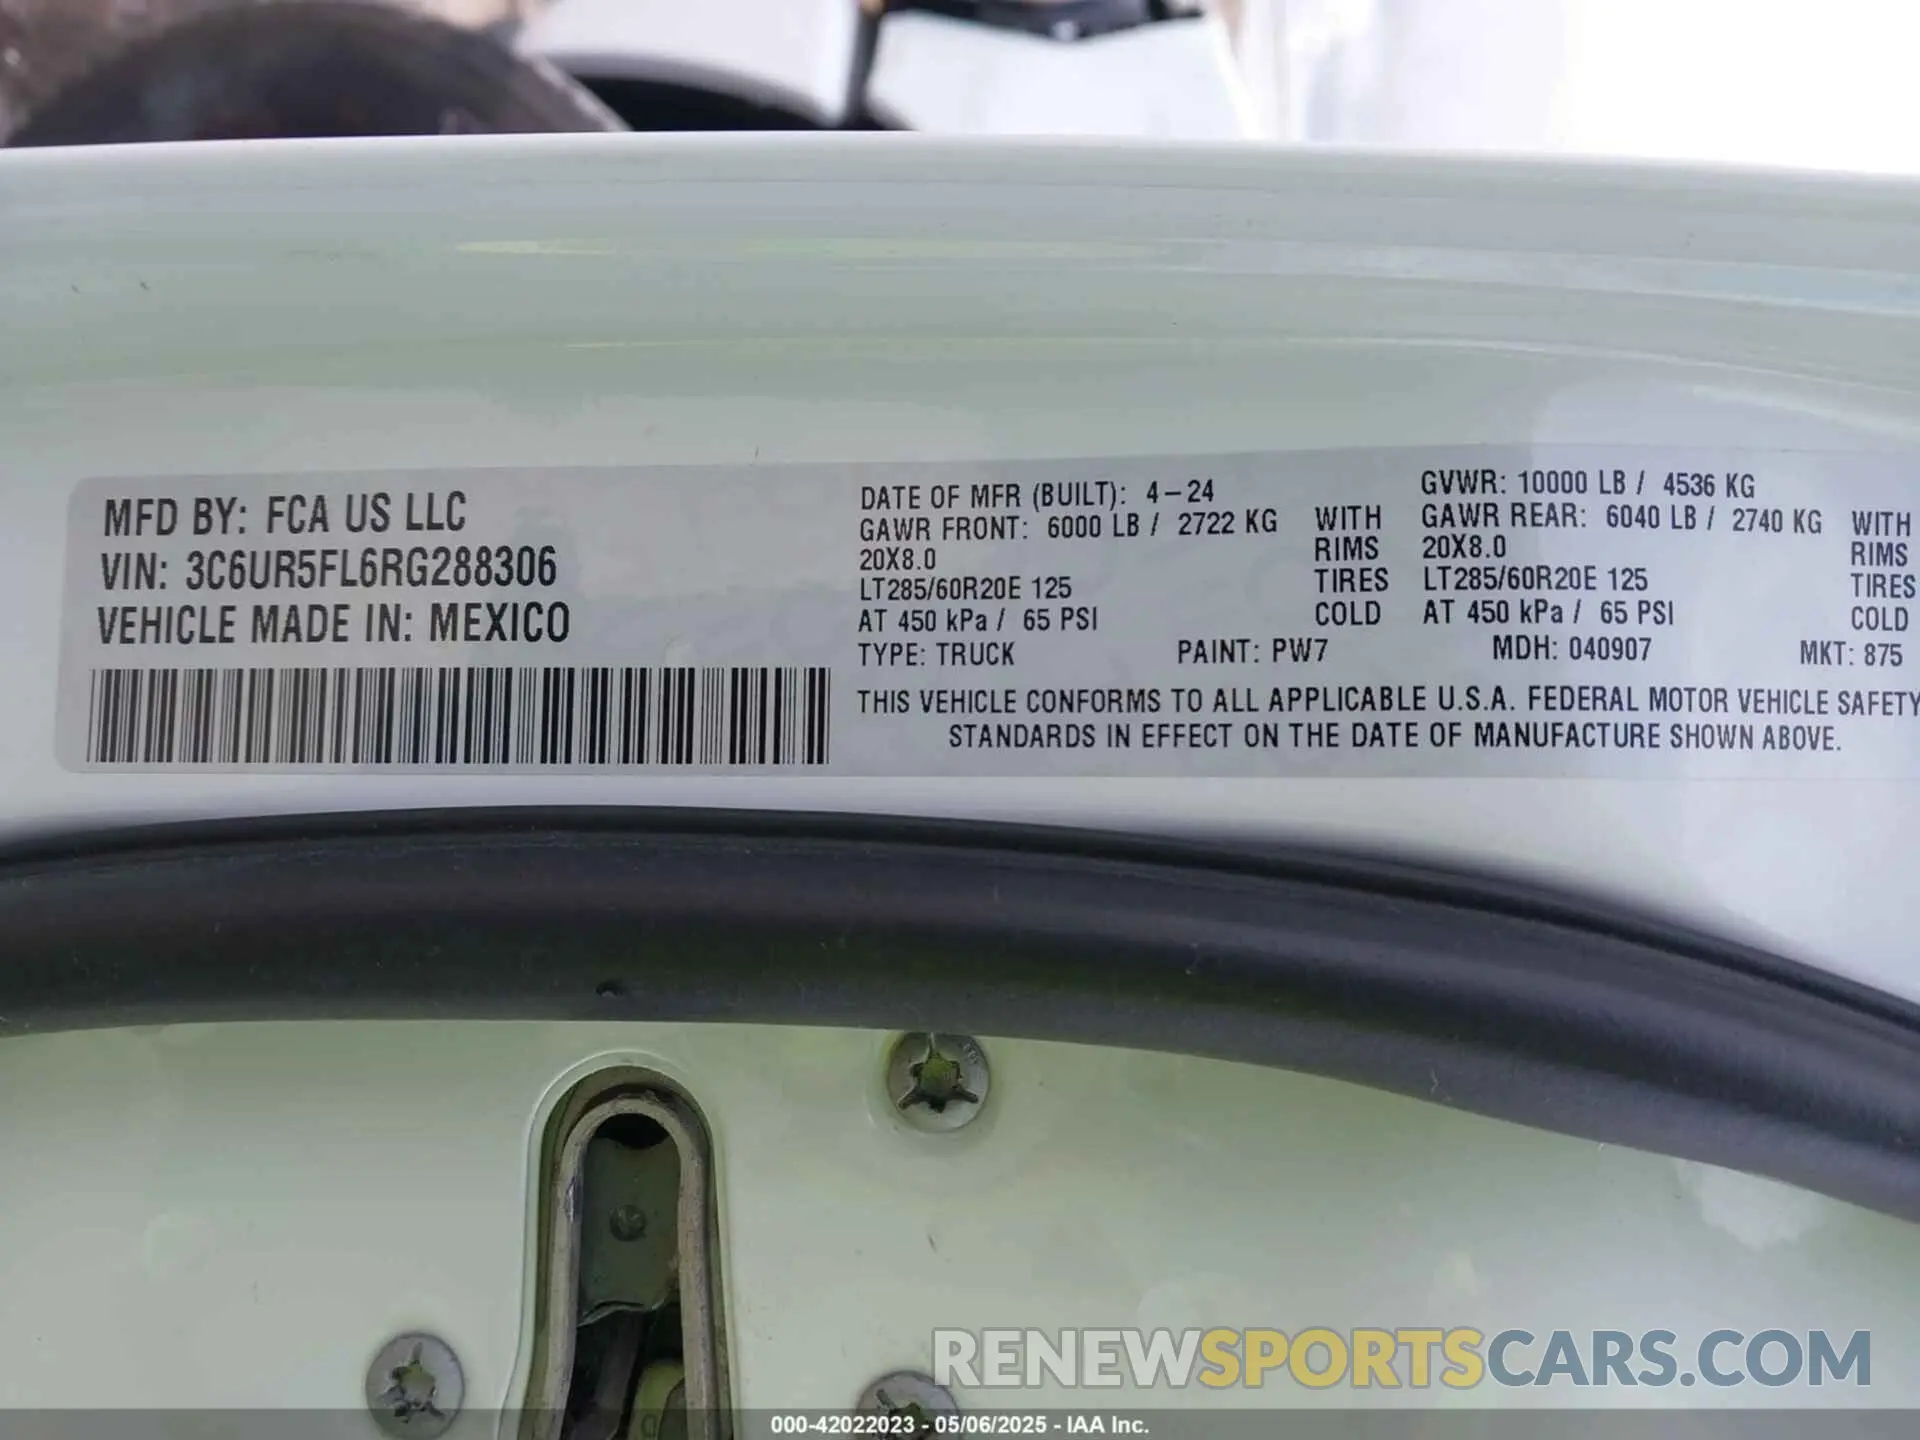 MFD BY: FCA US LLC
VIN: 3C6UR5FL6RG288306
VEHICLE MADE IN: MEXICO
DATE OF MFR (BUILT): 4-24
GAWR FRONT: 6000 LB / 2722 KG WITH
20X8.0 RIMS
LT285/60R20E 125 TIRES
AT 450 kPa / 65 PSI COLD
GVWR: 10000 LB / 4536 KG
GAWR REAR: 6040 LB / 2740 KG WITH
20X8.0 RIMS
LT285/60R20E 125 TIRES
AT 450 kPa / 65 PSI COLD
TYPE: TRUCK PAINT: PW7 MDH: 040907 MKT: 875
THIS VEHICLE CONFORMS TO ALL APPLICABLE U.S.A. FEDERAL MOTOR VEHICLE SAFETY
STANDARDS IN EFFECT ON THE DATE OF MANUFACTURE SHOWN ABOVE.
RENEWSPORTSCARS.COM
000-42022023 - 05/06/2025 - IAA Inc.